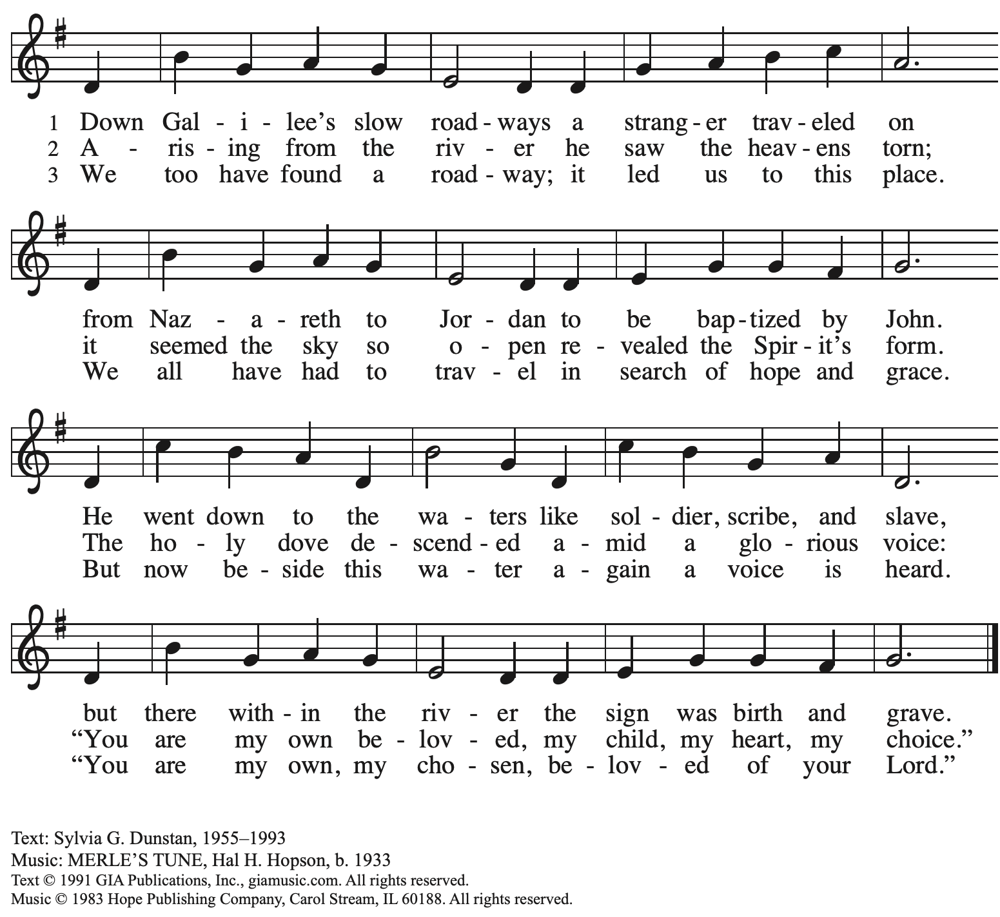 1 Down Gal - i - lee’s slow road - ways a strang - er trav - eled on
2 A - ris - ing from the riv - er he saw the heav - ens torn;
3 We too have found a road - way; it led us to this place.
from Naz - a - reth to Jor - dan to be bap - tized by John.
it seemed the sky so o - pen re - vealed the Spir - it’s form.
We all have had to trav - el in search of hope and grace.
He went down to the wa - ters like sol - dier, scribe, and slave,
The ho - ly dove de - scend - ed a - mid a glo - rious voice:
But now be - side this wa - ter a - gain a voice is heard.
but there with - in the riv - er the sign was birth and grave.
“You are my own be - lov - ed, my child, my heart, my choice.”
“You are my own, my cho - sen, be - lov - ed of your Lord.”
Text: Sylvia G. Dunstan, 1955–1993
Music: MERLE’S TUNE, Hal H. Hopson, b. 1933
Text © 1991 GIA Publications, Inc., giamusic.com. All rights reserved.
Music © 1983 Hope Publishing Company, Carol Stream, IL 60188. All rights reserved.